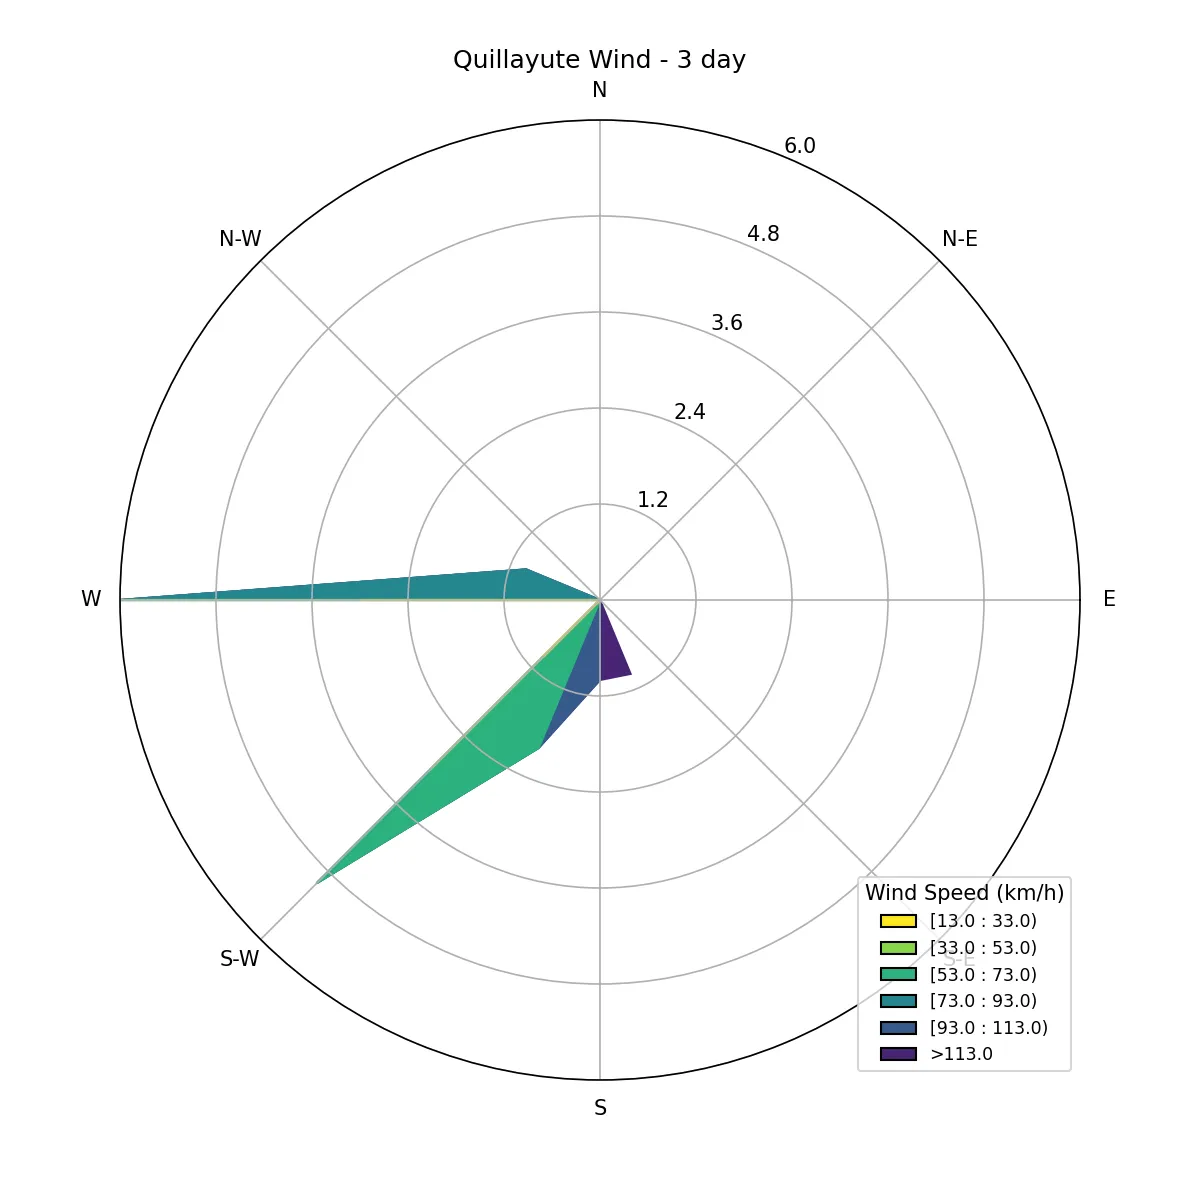 Quillayute Wind - 3 day
N
6.0
4.8
N-W
N-E
3.6
2.4
1.2
W
E
S-W
S-E
S
Wind Speed (km/h)
[13.0 : 33.0)
[33.0 : 53.0)
[53.0 : 73.0)
[73.0 : 93.0)
[93.0 : 113.0)
>113.0